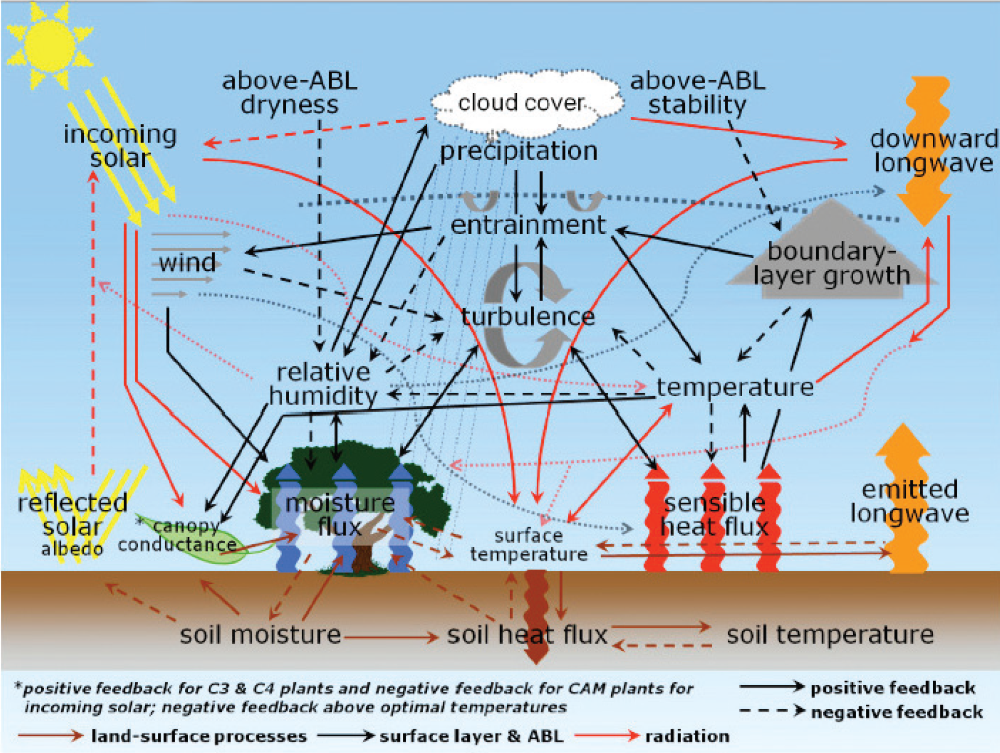 above-ABL
dryness
cloud cover
above-ABL
stability
incoming
solar
precipitation
downward
longwave
entrainment
wind
boundary-
layer growth
turbulence
relative
humidity
temperature
reflected
solar
albedo
* canopy
conductance
moisture
flux
surface
temperature
sensible
heat flux
emitted
longwave
soil moisture
soil heat flux
soil temperature
*positive feedback for C3 & C4 plants and negative feedback for CAM plants for
incoming solar; negative feedback above optimal temperatures
positive feedback
negative feedback
land-surface processes
surface layer & ABL
radiation